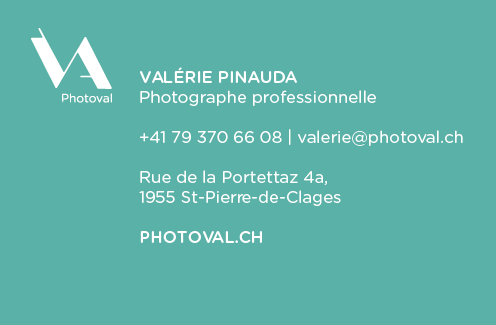 VA
Photoval
VALÉRIE PINAUDA
Photographe professionnelle
+41 79 370 66 08 | valerie@photoval.ch
Rue de la Portettaz 4a,
1955 St-Pierre-de-Clages
PHOTOVAL.CH